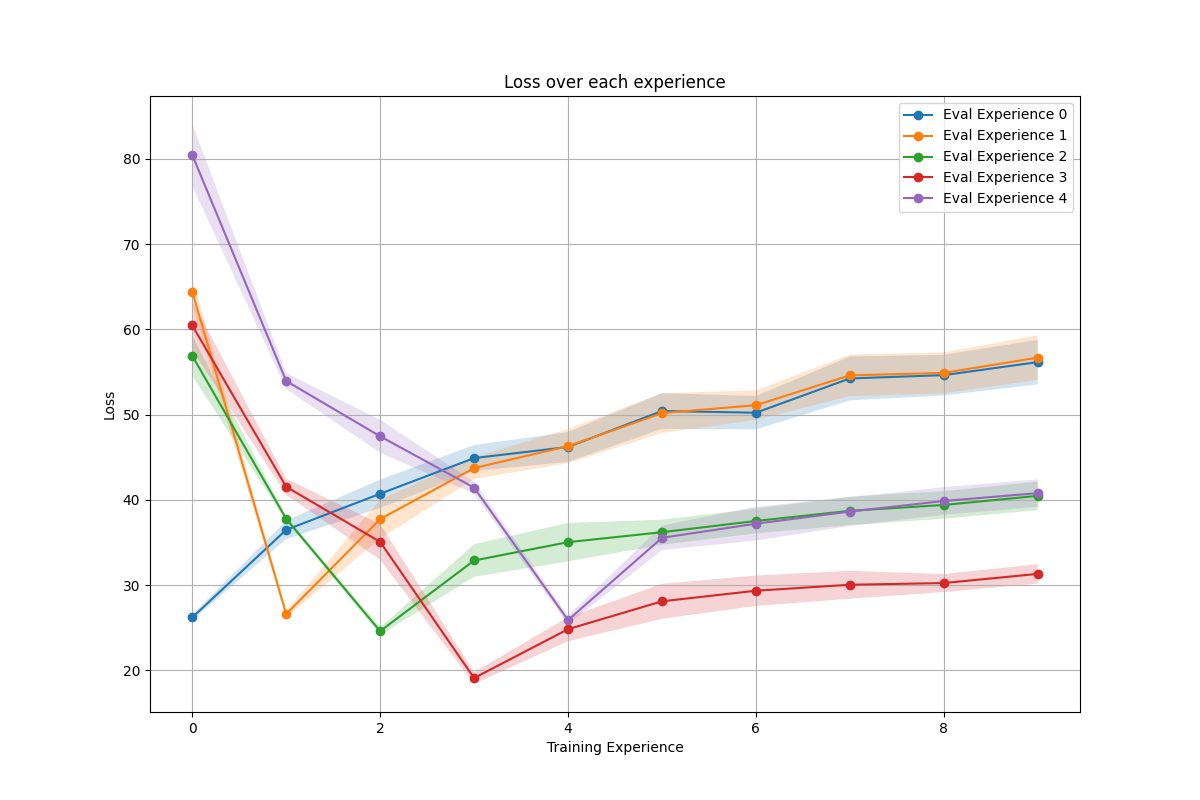 Loss over each experience
Eval Experience 0
Eval Experience 1
Eval Experience 2
Eval Experience 3
Eval Experience 4
80
70
60
50
40
30
20
Loss
0 2 4 6 8
Training Experience